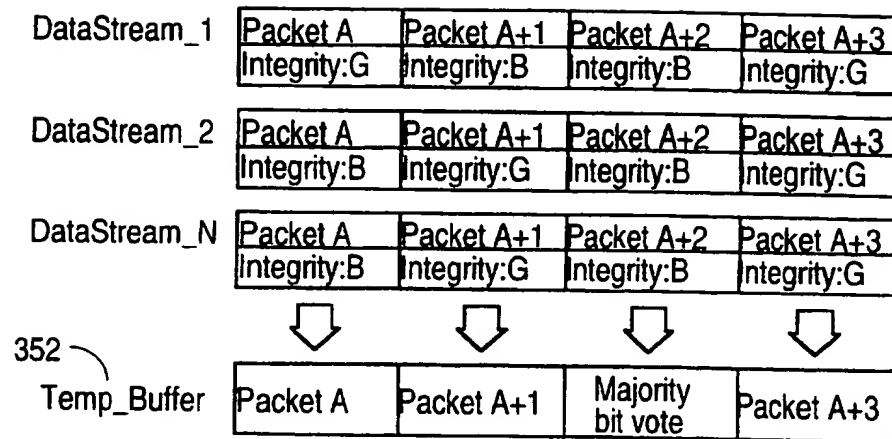 DataStream_1 Packet A Packet A+1 Packet A+2 Packet A+3
Integrity:G Integrity:B Integrity:B Integrity:G
DataStream_2 Packet A Packet A+1 Packet A+2 Packet A+3
Integrity:B Integrity:G Integrity:B Integrity:G
DataStream_N Packet A Packet A+1 Packet A+2 Packet A+3
Integrity:B Integrity:G Integrity:B Integrity:G
352
Temp_Buffer Packet A Packet A+1 Majority bit vote Packet A+3